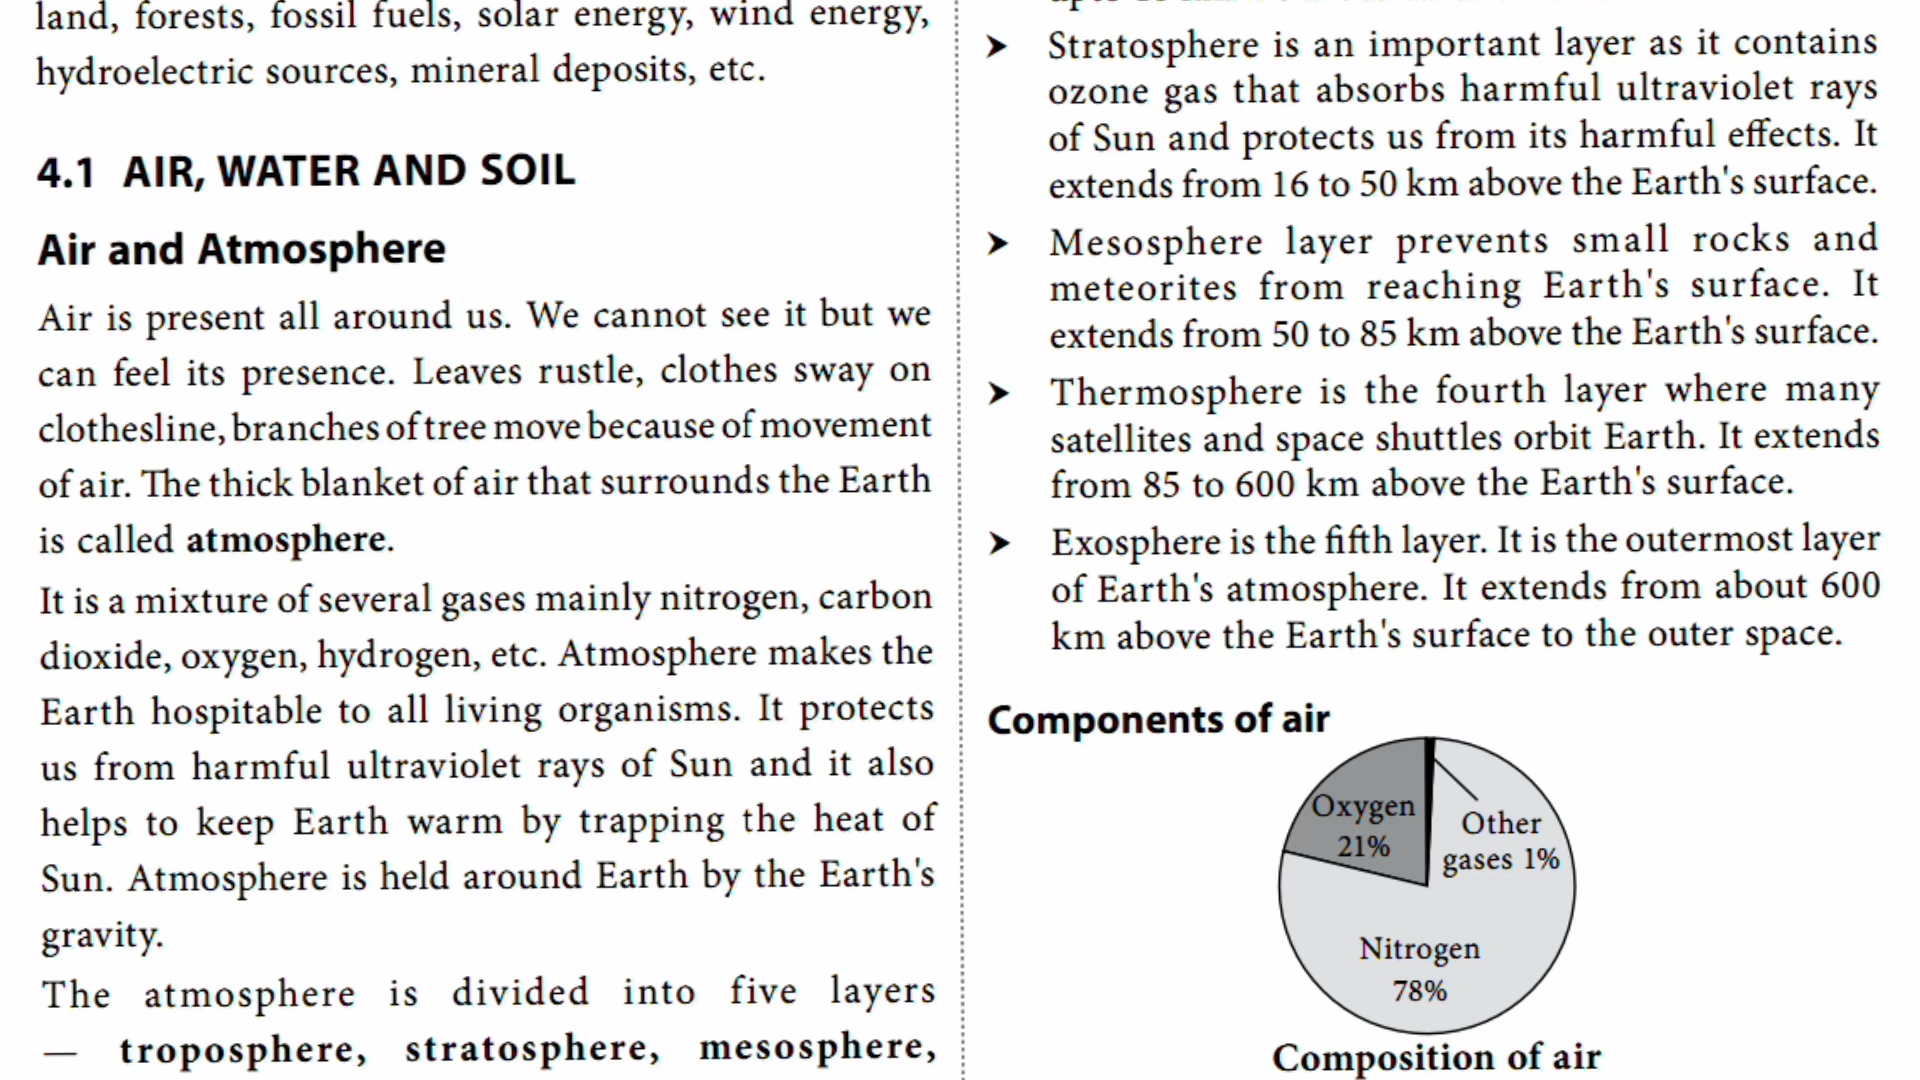 land, forests, fossil fuels, solar energy, wind energy,
hydroelectric sources, mineral deposits, etc.
4.1 AIR, WATER AND SOIL
Air and Atmosphere
Air is present all around us. We cannot see it but we
can feel its presence. Leaves rustle, clothes sway on
clothesline, branches of tree move because of movement
of air. The thick blanket of air that surrounds the Earth
is called atmosphere.
It is a mixture of several gases mainly nitrogen, carbon
dioxide, oxygen, hydrogen, etc. Atmosphere makes the
Earth hospitable to all living organisms. It protects
us from harmful ultraviolet rays of Sun and it also
helps to keep Earth warm by trapping the heat of
Sun. Atmosphere is held around Earth by the Earth's
gravity.
The atmosphere is divided into five layers
— troposphere, stratosphere, mesosphere,
➤ Stratosphere is an important layer as it contains
ozone gas that absorbs harmful ultraviolet rays
of Sun and protects us from its harmful effects. It
extends from 16 to 50 km above the Earth's surface.
➤ Mesosphere layer prevents small rocks and
meteorites from reaching Earth's surface. It
extends from 50 to 85 km above the Earth's surface.
➤ Thermosphere is the fourth layer where many
satellites and space shuttles orbit Earth. It extends
from 85 to 600 km above the Earth's surface.
➤ Exosphere is the fifth layer. It is the outermost layer
of Earth's atmosphere. It extends from about 600
km above the Earth's surface to the outer space.
Components of air
Oxygen
21%
Other
gases 1%
Nitrogen
78%
Composition of air